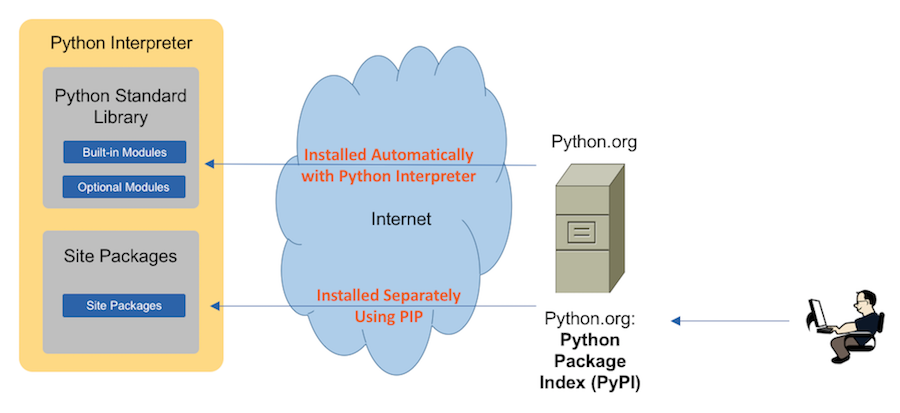 Python Interpreter
Python Standard
Library
Built-in Modules
Optional Modules
Site Packages
Site Packages
Installed Automatically
with Python Interpreter
Internet
Installed Separately
Using PIP
Python.org
Python.org:
Python
Package
Index (PyPI)